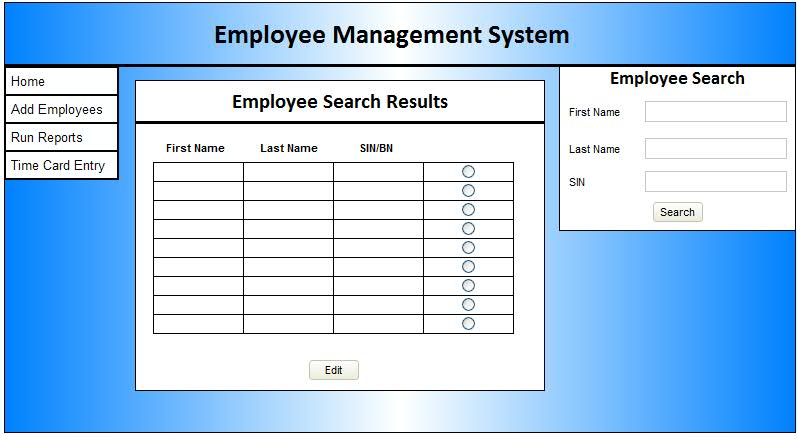 Employee Management System
Home
Add Employees
Run Reports
Time Card Entry
Employee Search Results
First Name Last Name SIN/BN
Edit
Employee Search
First Name
Last Name
SIN
Search